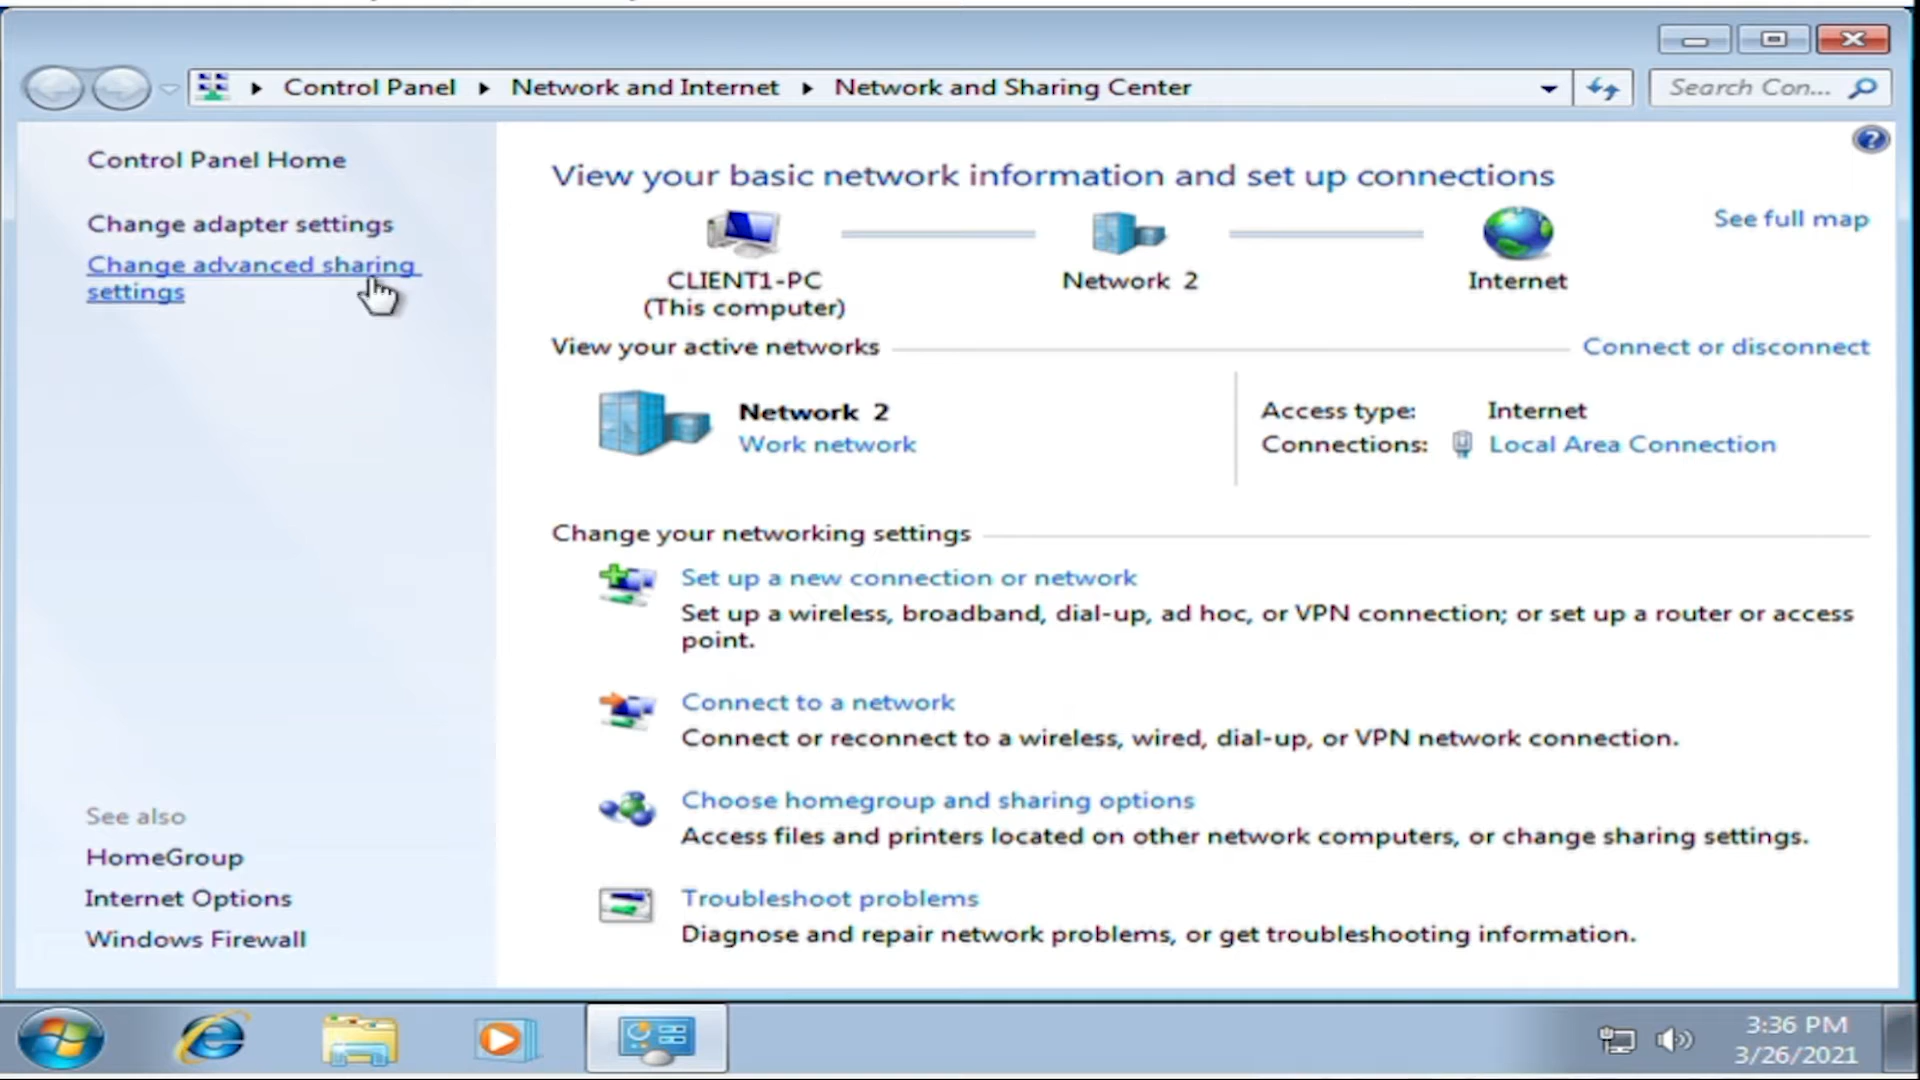 Control Panel
Network and Internet
Network and Sharing Center
Search Con...
Control Panel Home
Change adapter settings
Change advanced sharing
settings
See also
HomeGroup
Internet Options
Windows Firewall
View your basic network information and set up connections
See full map
CLIENT1-PC
(This computer)
Network 2
Internet
View your active networks
Connect or disconnect
Network 2
Work network
Access type: Internet
Connections: Local Area Connection
Change your networking settings
Set up a new connection or network
Set up a wireless, broadband, dial-up, ad hoc, or VPN connection; or set up a router or access
point.
Connect to a network
Connect or reconnect to a wireless, wired, dial-up, or VPN network connection.
Choose homegroup and sharing options
Access files and printers located on other network computers, or change sharing settings.
Troubleshoot problems
Diagnose and repair network problems, or get troubleshooting information.
3:36 PM
3/26/2021